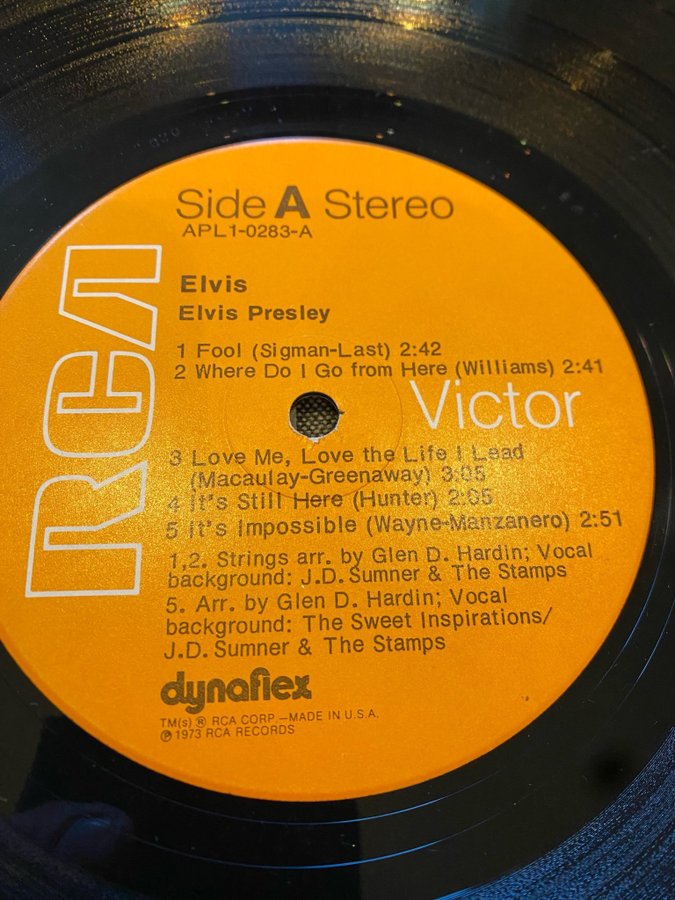 Side A Stereo
APL1-0283-A
RCA
Elvis
Elvis Presley
1 Fool (Sigman-Last) 2:42
2 Where Do I Go from Here (Williams) 2:41
Victor
3 Love Me, Love the Life I Lead
(Macaulay-Greenaway) 3:05
4 It's Still Here (Hunter) 2:05
5 It's Impossible (Wayne-Manzanero) 2:51
1,2. Strings arr. by Glen D. Hardin; Vocal
background: J.D. Sumner & The Stamps
5. Arr. by Glen D. Hardin; Vocal
background: The Sweet Inspirations/
J.D. Sumner & The Stamps
dynaflex
TM(s) ® RCA CORP.—MADE IN U.S.A.
℗ 1973 RCA RECORDS